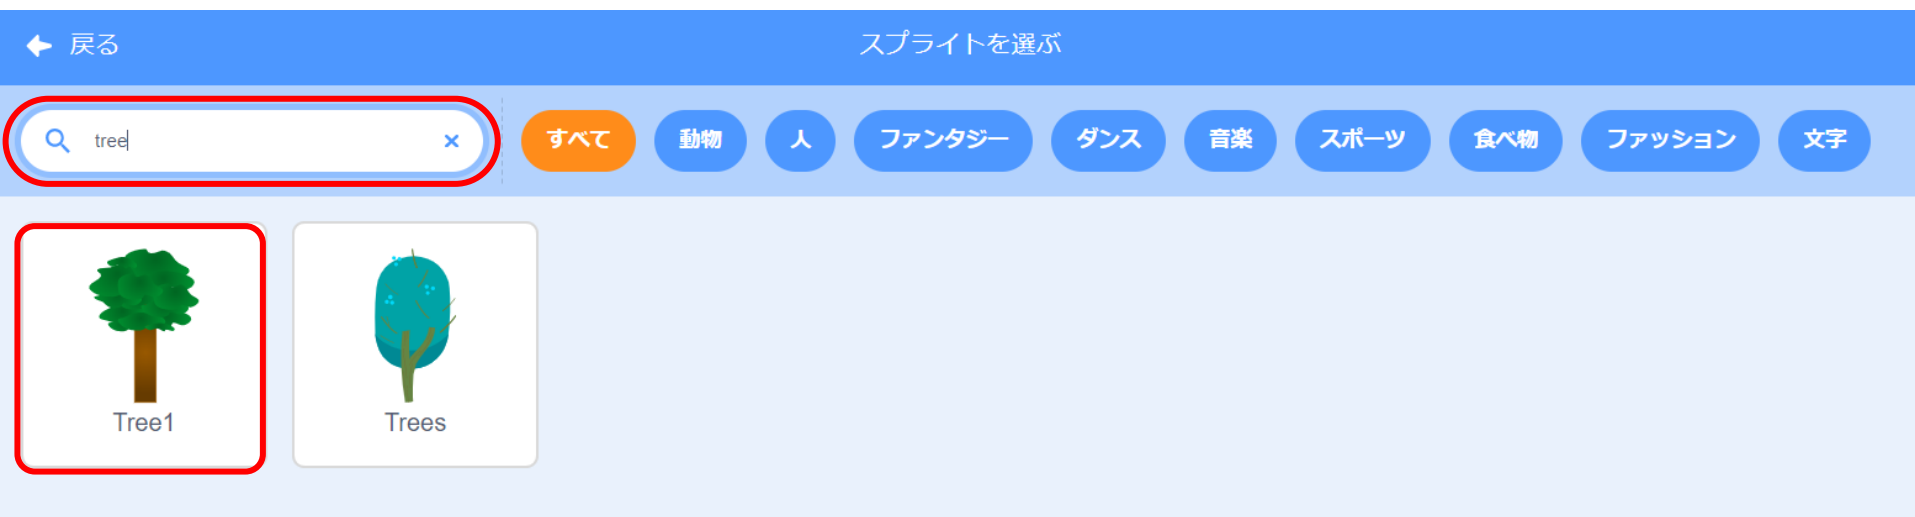 戻る
スプライトを選ぶ
tree
すべて 動物 人 ファンタジー ダンス 音楽 スポーツ 食べ物 ファッション 文字
Tree1 Trees